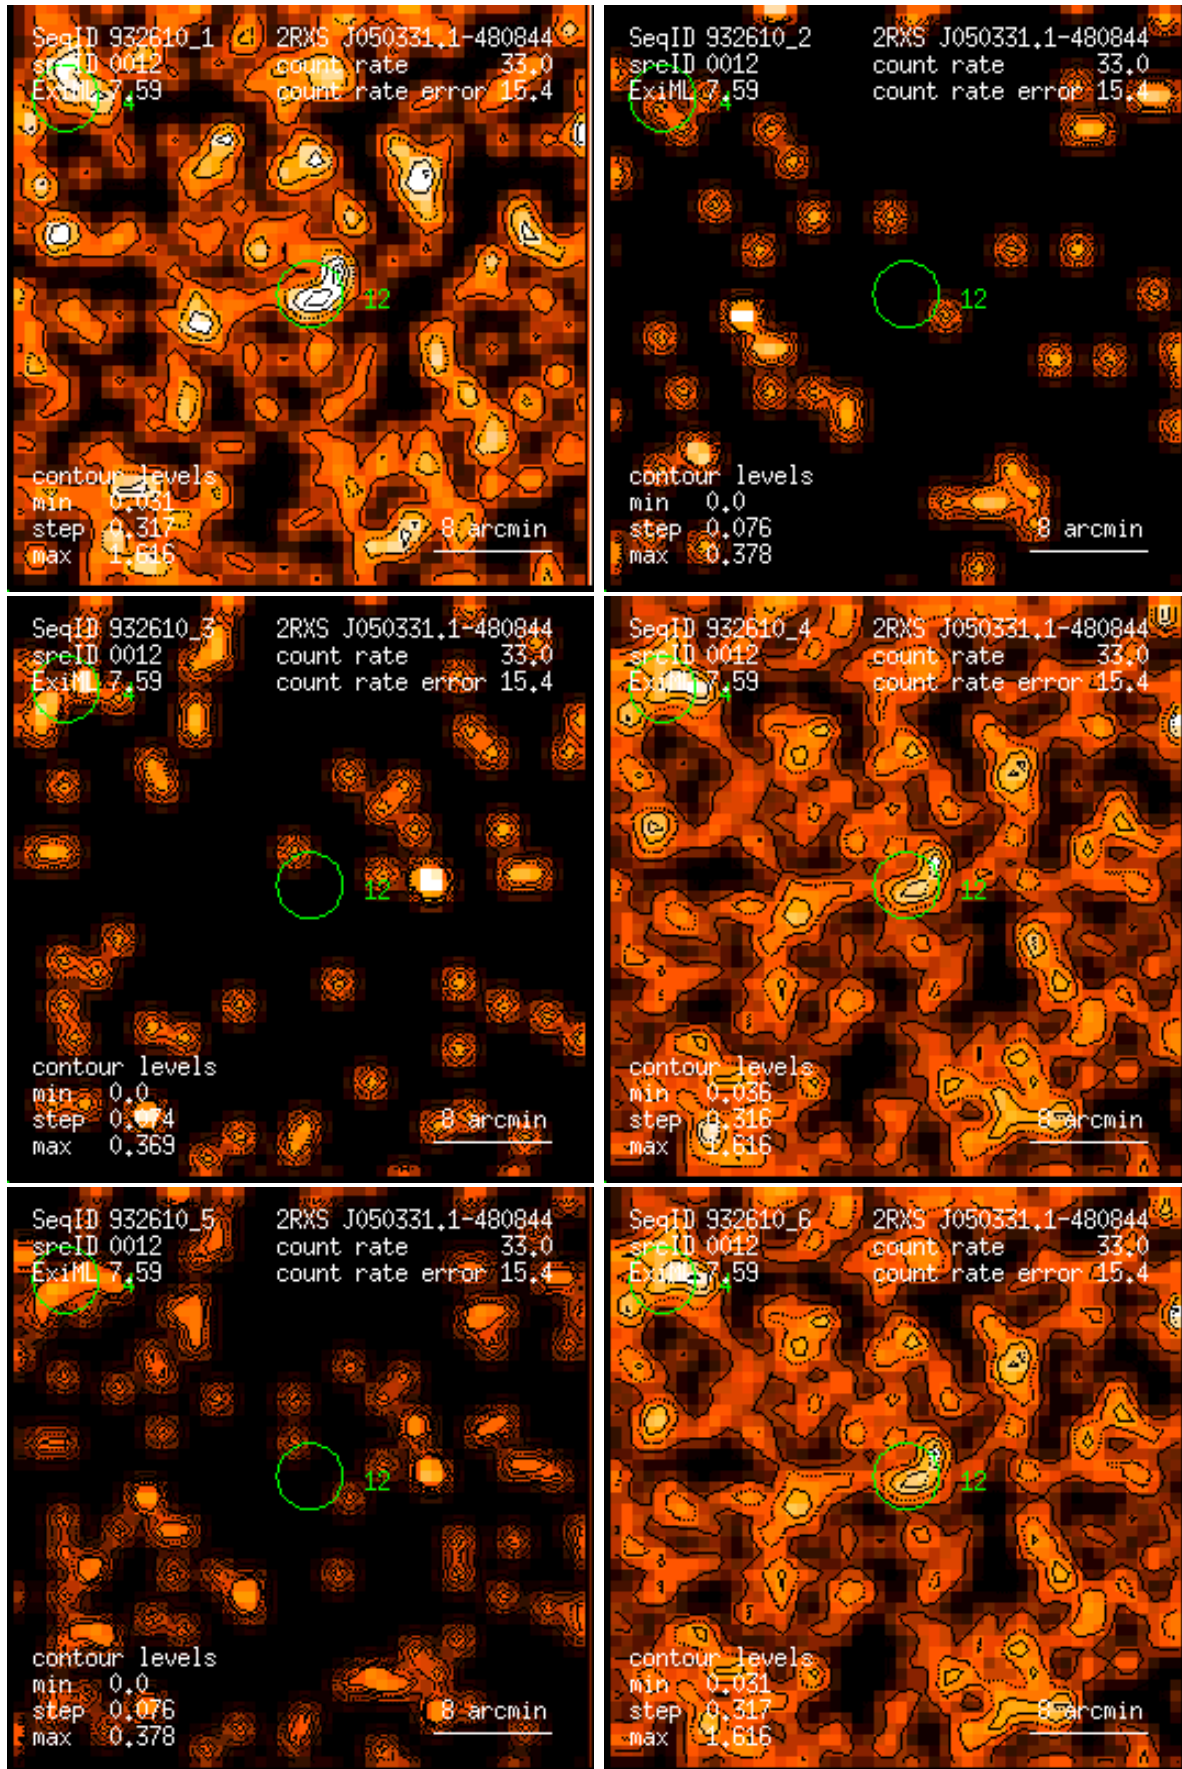 SeqID 932610_1 2RXS J050331.1-480844
srcID 0012 count rate 33.0
ExiML 7.59 count rate error 15.4
4
12
contour levels
min 0.031
step 0.317
max 1.616
8 arcmin
SeqID 932610_2 2RXS J050331.1-480844
srcID 0012 count rate 33.0
ExiML 7.59 count rate error 15.4
4
12
contour levels
min 0.0
step 0.076
max 0.378
8 arcmin
SeqID 932610_3 2RXS J050331.1-480844
srcID 0012 count rate 33.0
ExiML 7.59 count rate error 15.4
4
12
contour levels
min 0.0
step 0.074
max 0.369
8 arcmin
SeqID 932610_4 2RXS J050331.1-480844
srcID 0012 count rate 33.0
ExiML 7.59 count rate error 15.4
4
12
contour levels
min 0.036
step 0.316
max 1.616
8 arcmin
SeqID 932610_5 2RXS J050331.1-480844
srcID 0012 count rate 33.0
ExiML 7.59 count rate error 15.4
4
12
contour levels
min 0.0
step 0.076
max 0.378
8 arcmin
SeqID 932610_6 2RXS J050331.1-480844
srcID 0012 count rate 33.0
ExiML 7.59 count rate error 15.4
4
12
contour levels
min 0.031
step 0.317
max 1.616
8 arcmin